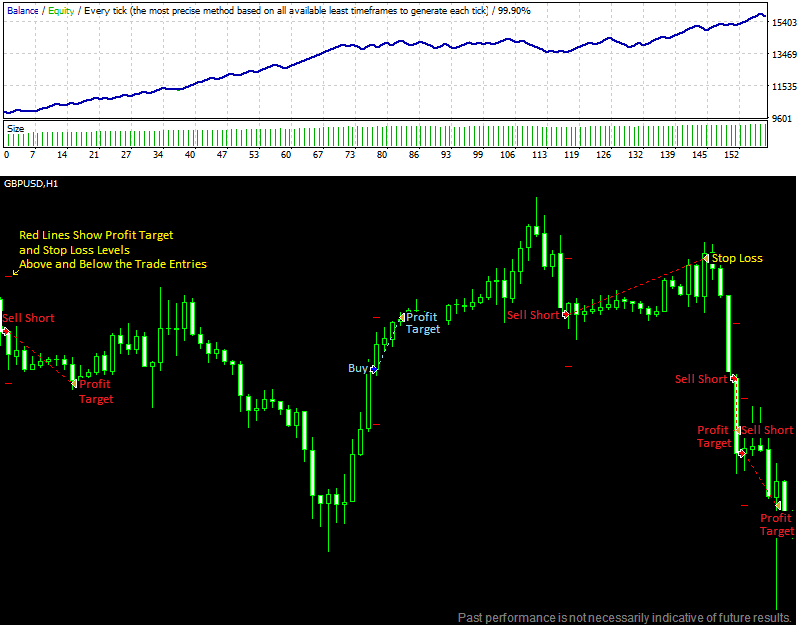 Balance / Equity / Every tick (the most precise method based on all available least timeframes to generate each tick) / 99.90%
15403
13469
11535
9601
Size
0 7 14 21 27 34 40 47 53 60 67 73 80 86 93 99 106 113 119 126 132 139 145 152
GBPUSD,H1
Red Lines Show Profit Target
and Stop Loss Levels
Above and Below the Trade Entries
Stop Loss
Sell Short
Profit
Target
Sell Short
Buy
Sell Short
Profit
Target
Profit
Target
Sell Short
Profit
Target
Past performance is not necessarily indicative of future results.